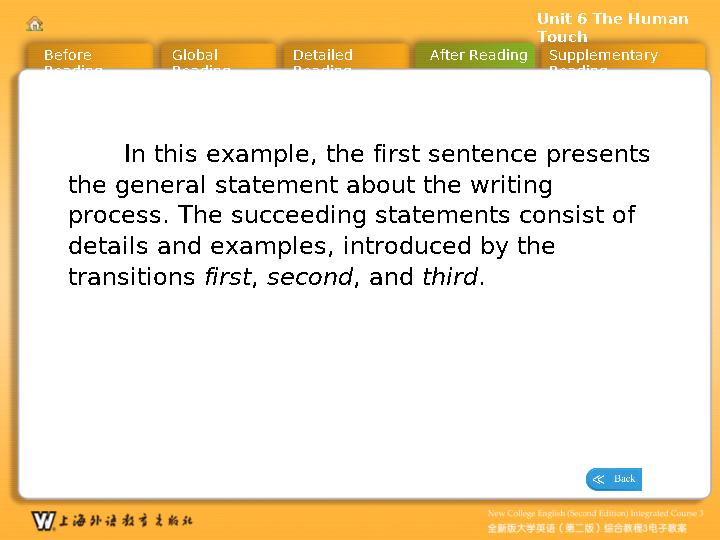 Unit 6 The Human
Touch
Before
Reading
Global
Reading
Detailed
Reading
After Reading
Supplementary
Reading
In this example, the first sentence presents
the general statement about the writing
process. The succeeding statements consist of
details and examples, introduced by the
transitions first, second, and third.
Back
上海外语教育出版社
New College English (Second Edition) Integrated Course 3
全新版大学英语（第二版）综合教程3电子教案